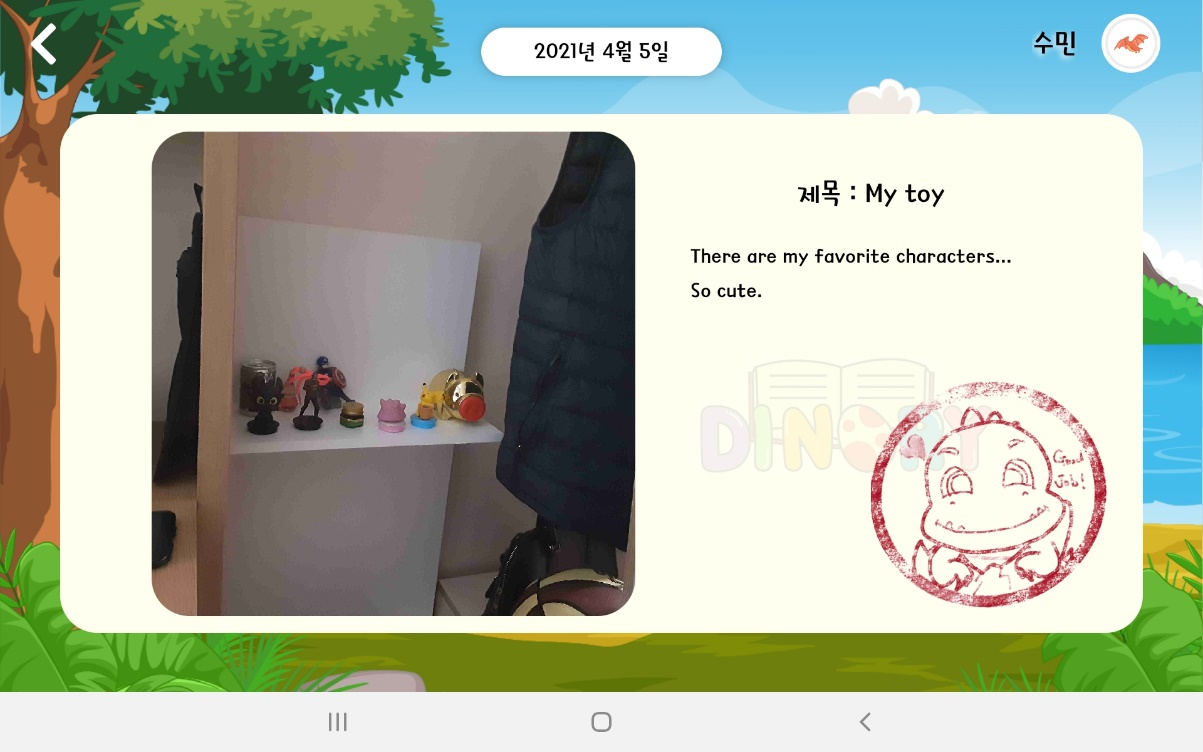 2021년 4월 5일
수민
제목 : My toy
There are my favorite characters...
So cute.
DINO
Good
Job!